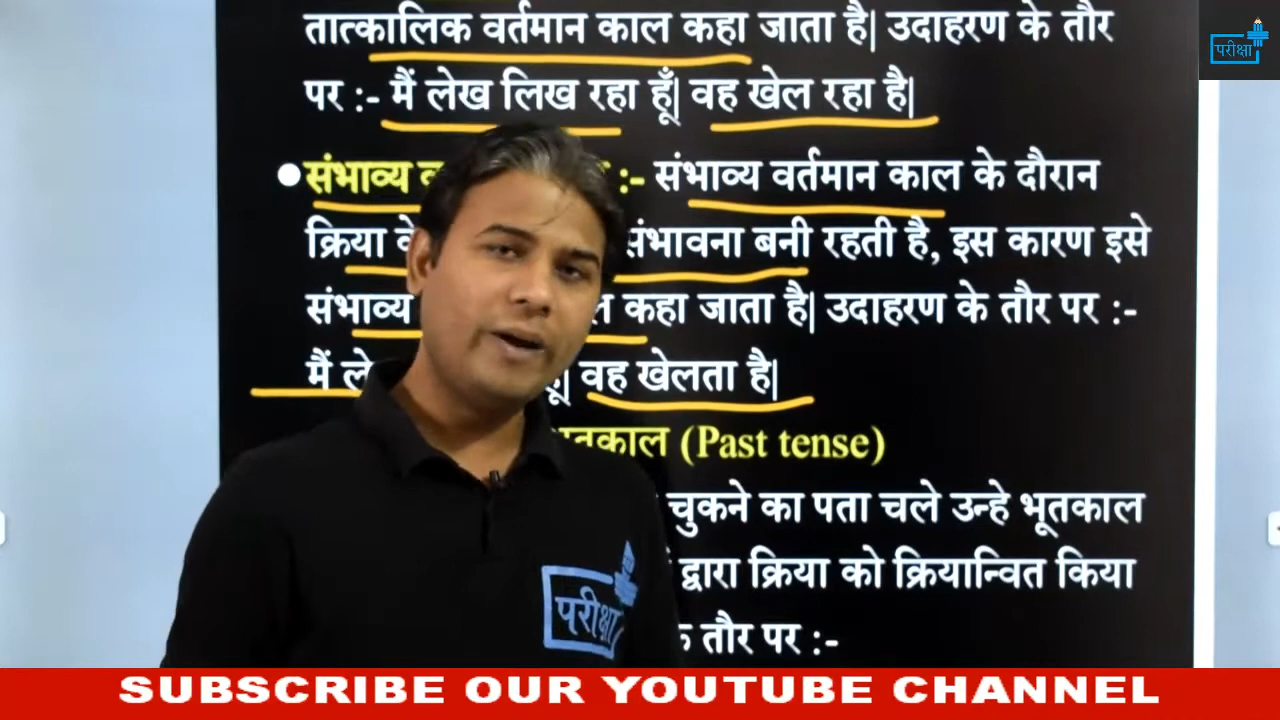 तात्कालिक वर्तमान काल कहा जाता है| उदाहरण के तौर
परीक्षा
पर :- मैं लेख लिख रहा हूँ| वह खेल रहा है|
संभाव्य :- संभाव्य वर्तमान काल के दौरान
क्रिया संभावना बनी रहती है, इस कारण इसे
संभाव्य कहा जाता है| उदाहरण के तौर पर :-
मैं वह खेलता है|
भूतकाल (Past tense)
चुकने का पता चले उन्हे भूतकाल
द्वारा क्रिया को क्रियान्वित किया
तौर पर :-
परीक्षा
SUBSCRIBE OUR YOUTUBE CHANNEL